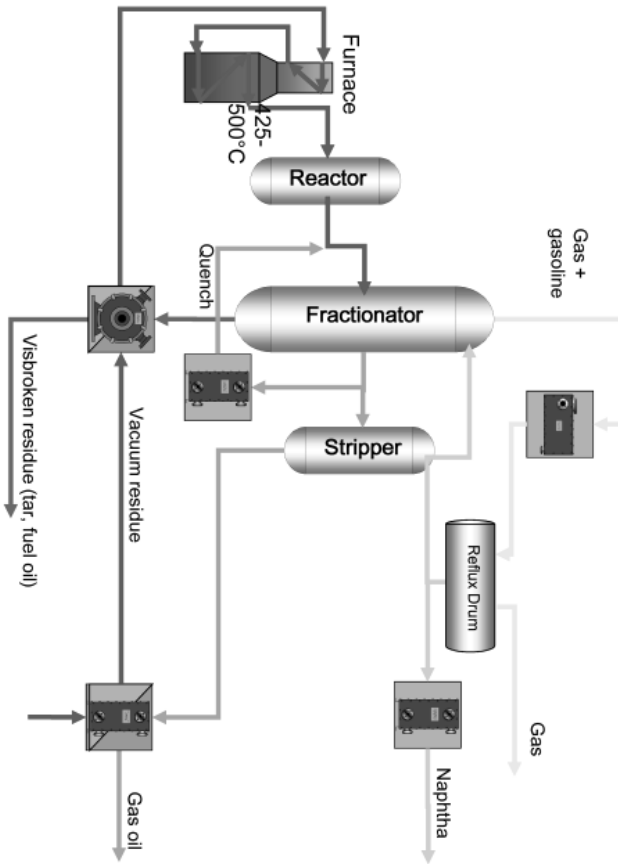 Furnace
425-
500°C
Reactor
Quench
Gas +
gasoline
Fractionator
Stripper
Reflux Drum
Visbroken residue (tar, fuel oil)
Vacuum residue
Gas
Naphtha
Gas oil